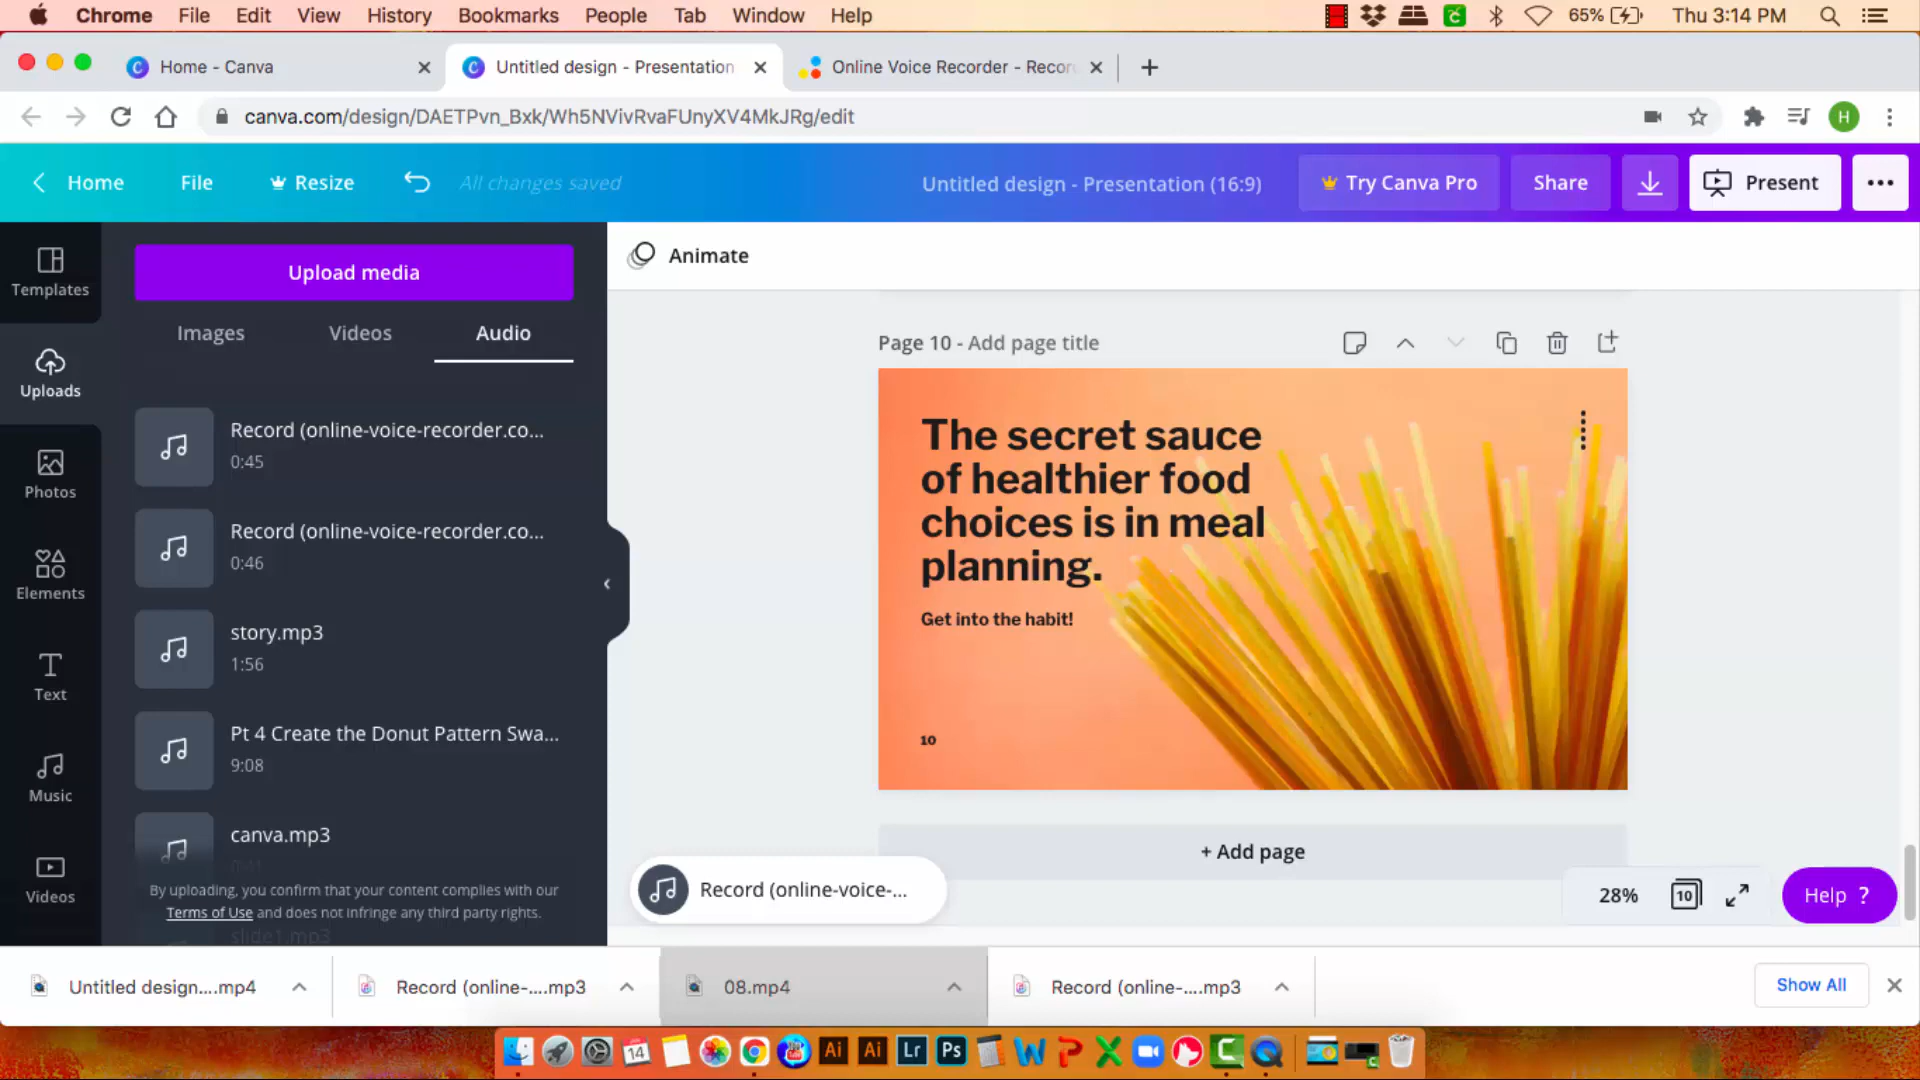 Chrome File Edit View History Bookmarks People Tab Window Help
65% Thu 3:14 PM
Home - Canva
Untitled design - Presentation
Online Voice Recorder - Recor
canva.com/design/DAETPvn_Bxk/Wh5NVivRvaFUnyXV4MkJRg/edit
H
Home File Resize All changes saved
Untitled design - Presentation (16:9)
Try Canva Pro Share Present
Templates
Uploads
Photos
Elements
Text
Music
Videos
Upload media
Images Videos Audio
Record (online-voice-recorder.co...
0:45
Record (online-voice-recorder.co...
0:46
story.mp3
1:56
Pt 4 Create the Donut Pattern Swa...
9:08
canva.mp3
By uploading, you confirm that your content complies with our
Terms of Use and does not infringe any third party rights.
slide1.mp3
Animate
Page 10 - Add page title
The secret sauce
of healthier food
choices is in meal
planning.
Get into the habit!
10
+ Add page
Record (online-voice-...
28% 10 Help ?
Untitled design....mp4
Record (online-....mp3
08.mp4
Record (online-....mp3
Show All
14
Ai Ai Lr Ps